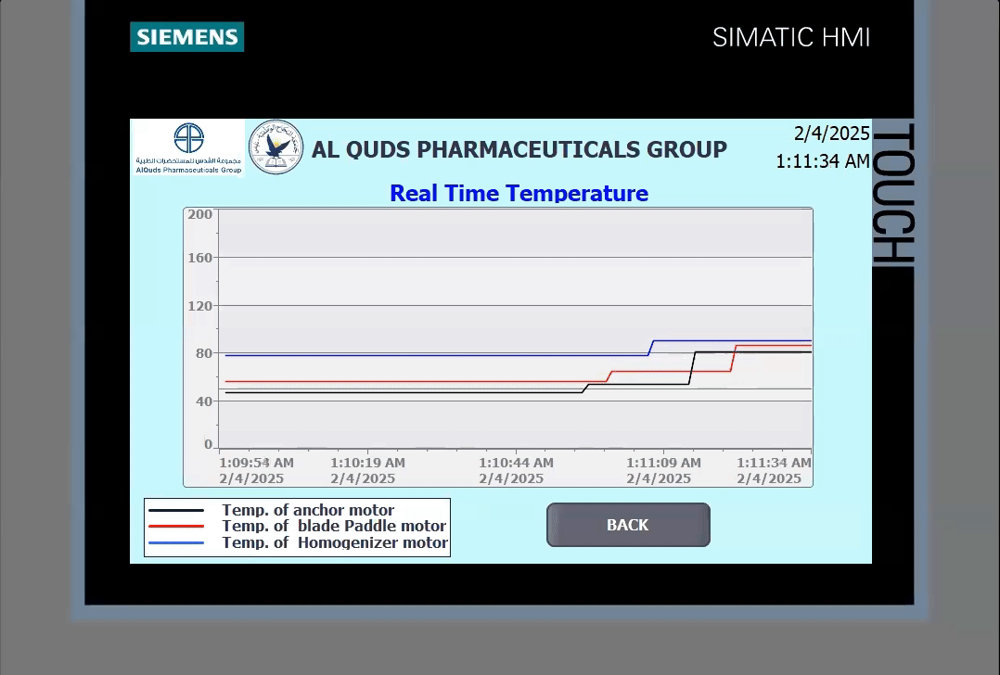 SIEMENS
SIMATIC HMI
TOUCH
مجموعة القدس للمستحضرات الطبية
AlQuds Pharmaceuticals Group
AL QUDS PHARMACEUTICALS GROUP
2/4/2025
1:11:34 AM
Real Time Temperature
200
160
120
80
40
0
1:09:54 AM 1:10:19 AM 1:10:44 AM 1:11:09 AM 1:11:34 AM
2/4/2025 2/4/2025 2/4/2025 2/4/2025 2/4/2025
Temp. of anchor motor
Temp. of blade Paddle motor
Temp. of Homogenizer motor
BACK